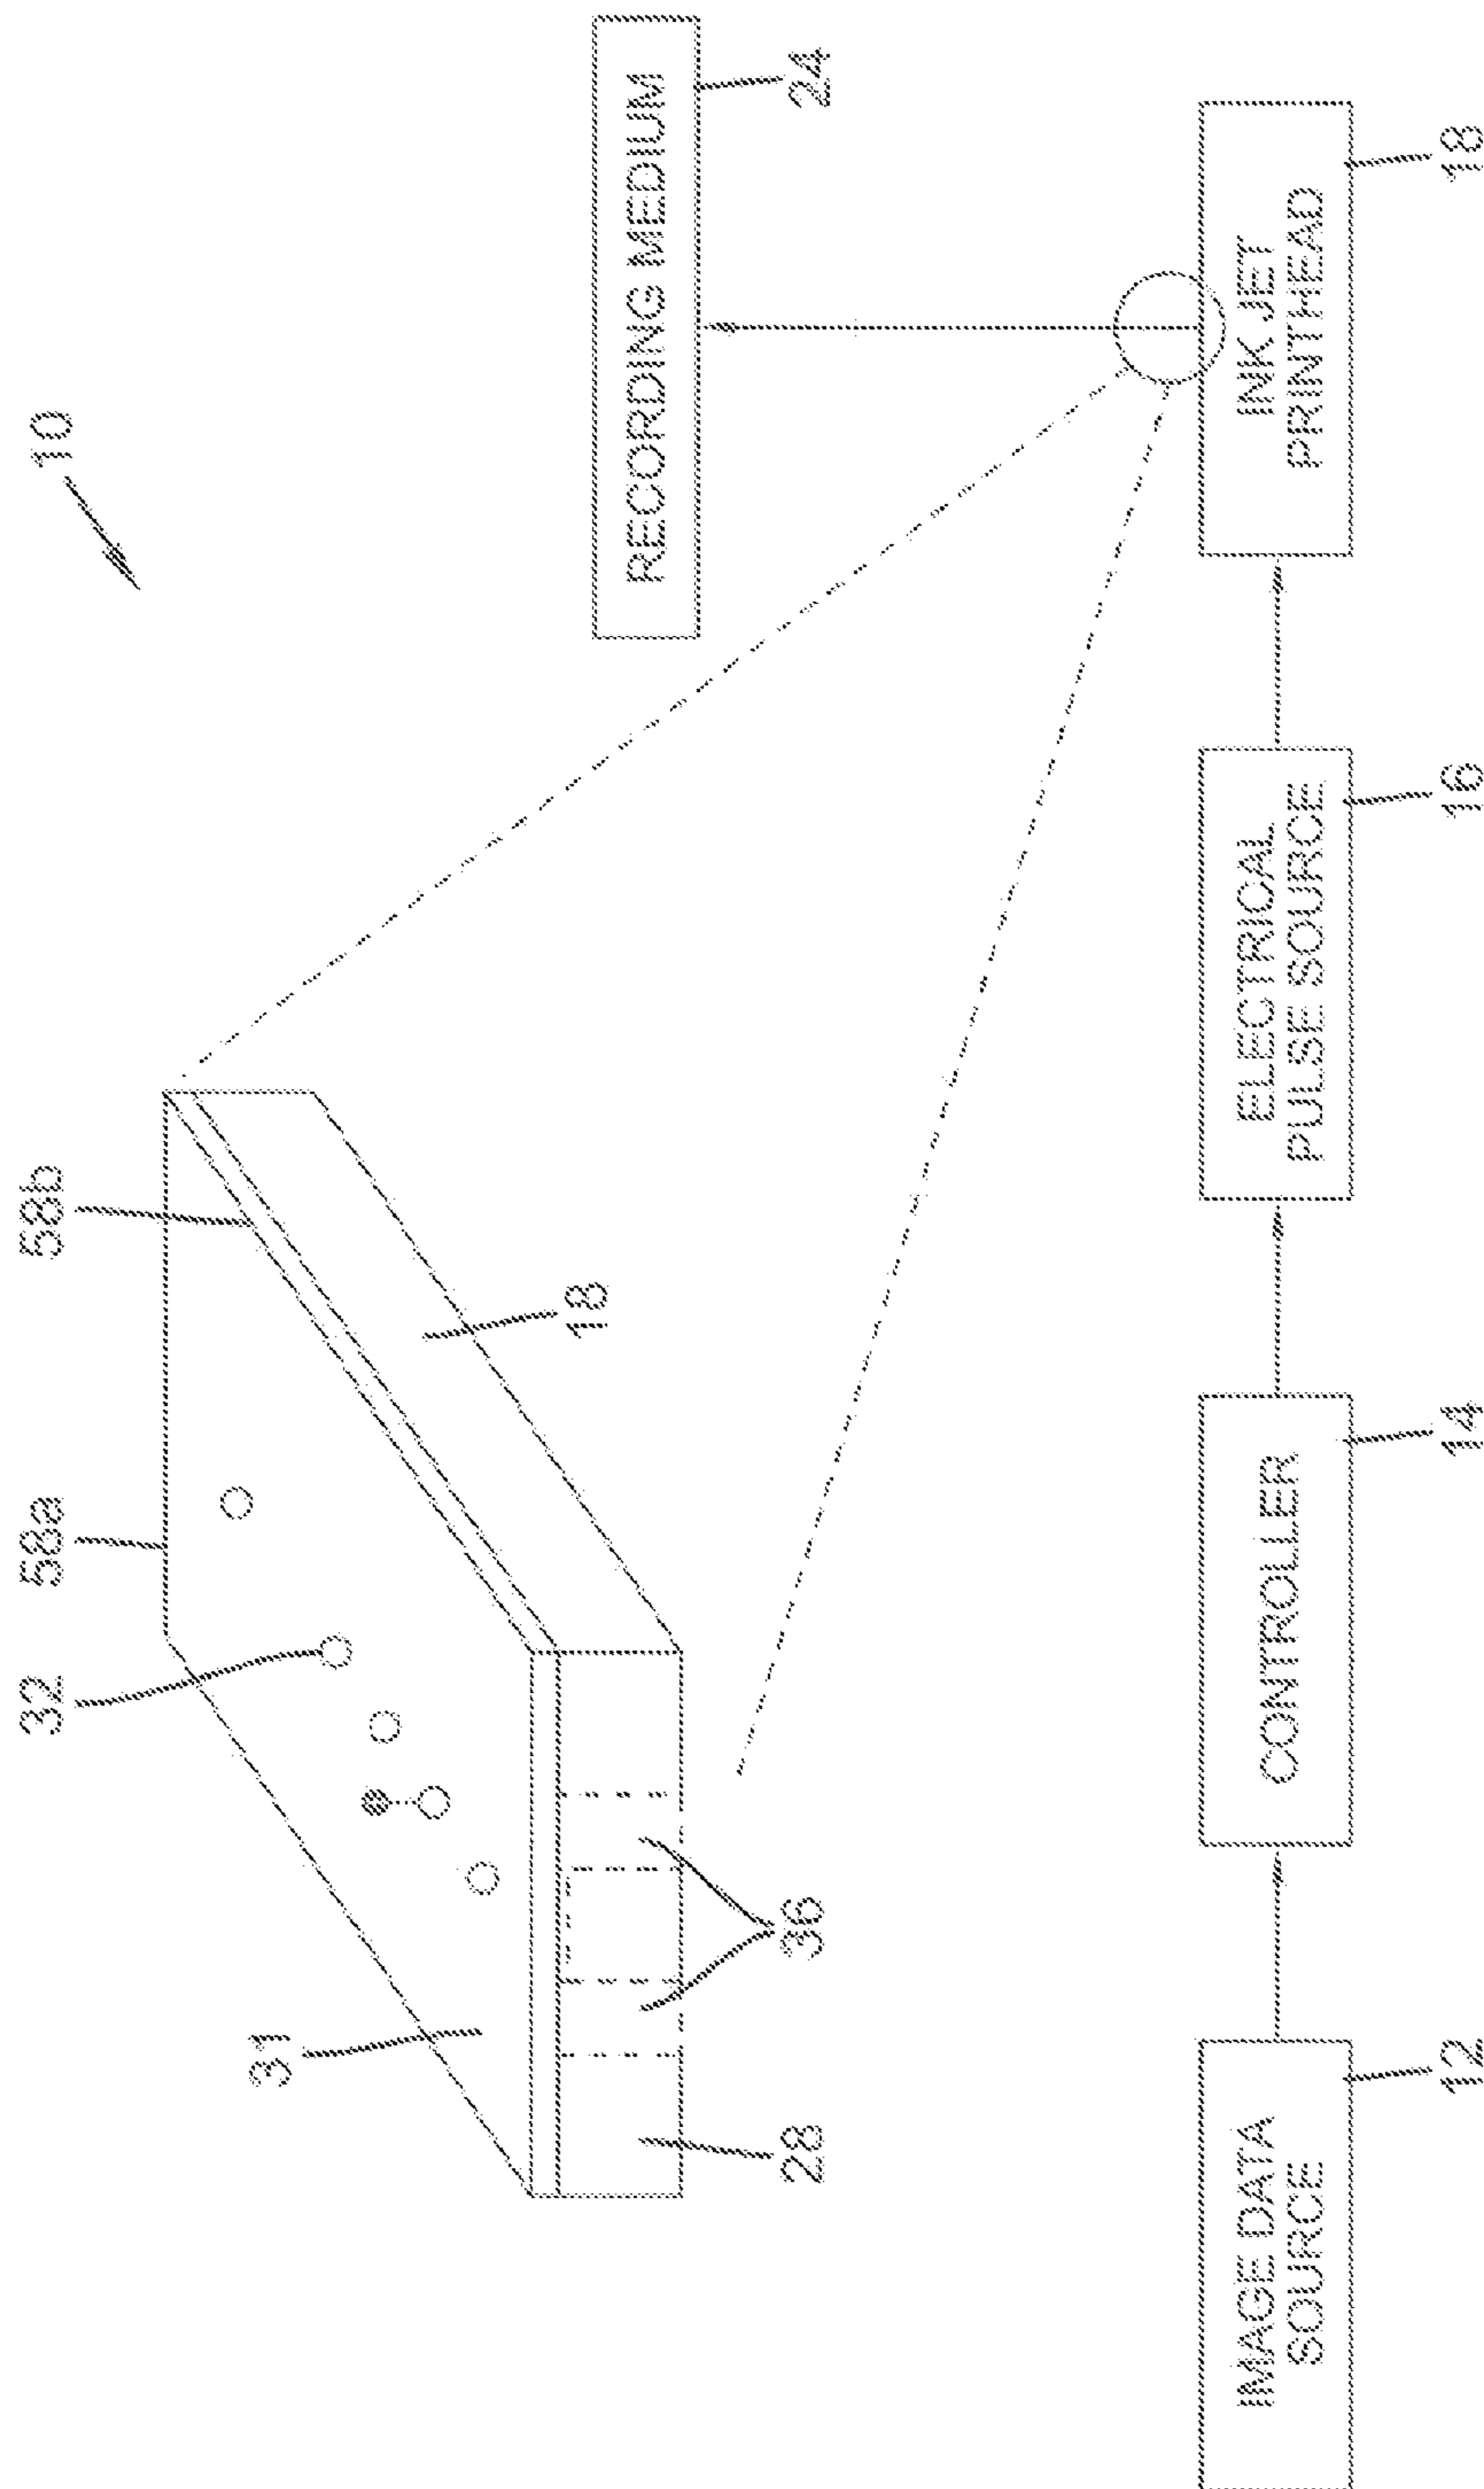 10
58a
58b
32
31
18
36
28
RECORDING MEDIUM
24
IMAGE DATA
SOURCE
12
CONTROLLER
14
ELECTRICAL
PULSE SOURCE
16
INK JET
PRINTHEAD
18